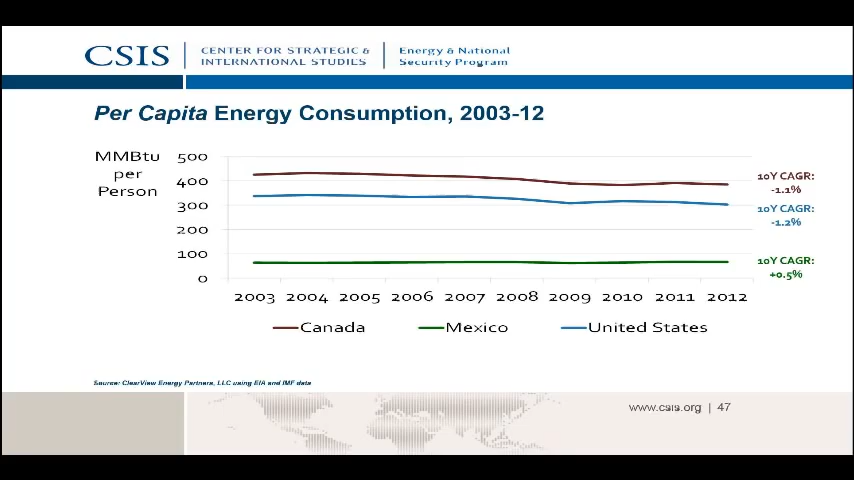 CSIS
CENTER FOR STRATEGIC &
INTERNATIONAL STUDIES
Energy & National
Security Program
Per Capita Energy Consumption, 2003-12
MMBtu
per
Person
500
400
300
200
100
0
10Y CAGR:
-1.1%
10Y CAGR:
-1.2%
10Y CAGR:
+0.5%
2003 2004 2005 2006 2007 2008 2009 2010 2011 2012
Canada Mexico United States
Source: ClearView Energy Partners, LLC using EIA and IMF data
www.csis.org | 47